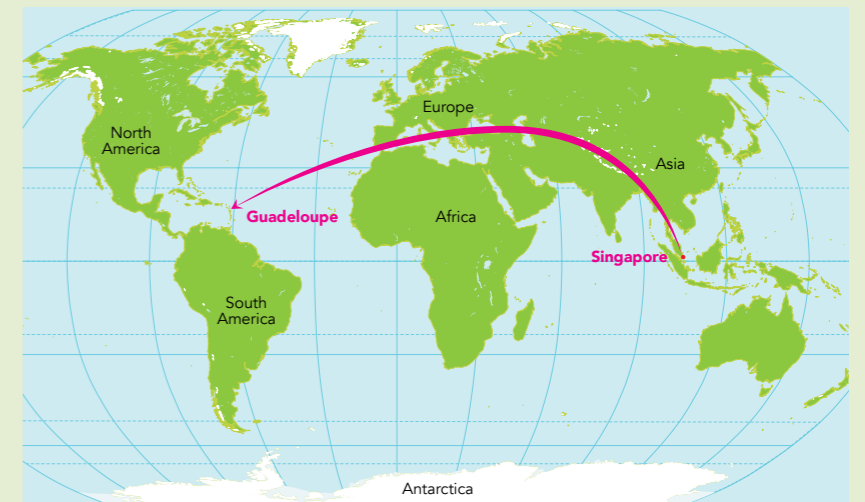 Europe
North
America
Asia
Guadeloupe
Africa
Singapore
South
America
Antarctica